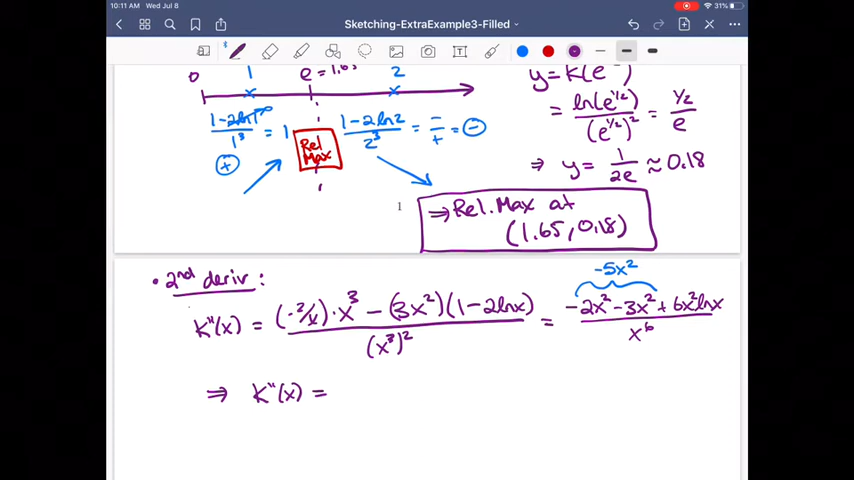 10:11 AM Wed Jul 8
31%
Sketching-ExtraExample3-Filled
0 1 e = 1.65 2
y = K(e
(1-2ln1)/1³ = 1
(1-2ln2)/2³ = -/+ = -
+
Rel Max
= ln(e^(1/2))/(e^(1/2))² = (1/2)/e
⇒ y = 1/(2e) ≈ 0.18
1
⇒ Rel. Max at
(1.65, 0.18)
• 2nd deriv:
-5x²
K''(x) = ((-2/x)·x³ - (3x²)(1-2lnx))/(x³)² = (-2x² - 3x² + 6x²lnx)/x⁶
⇒ K''(x) =